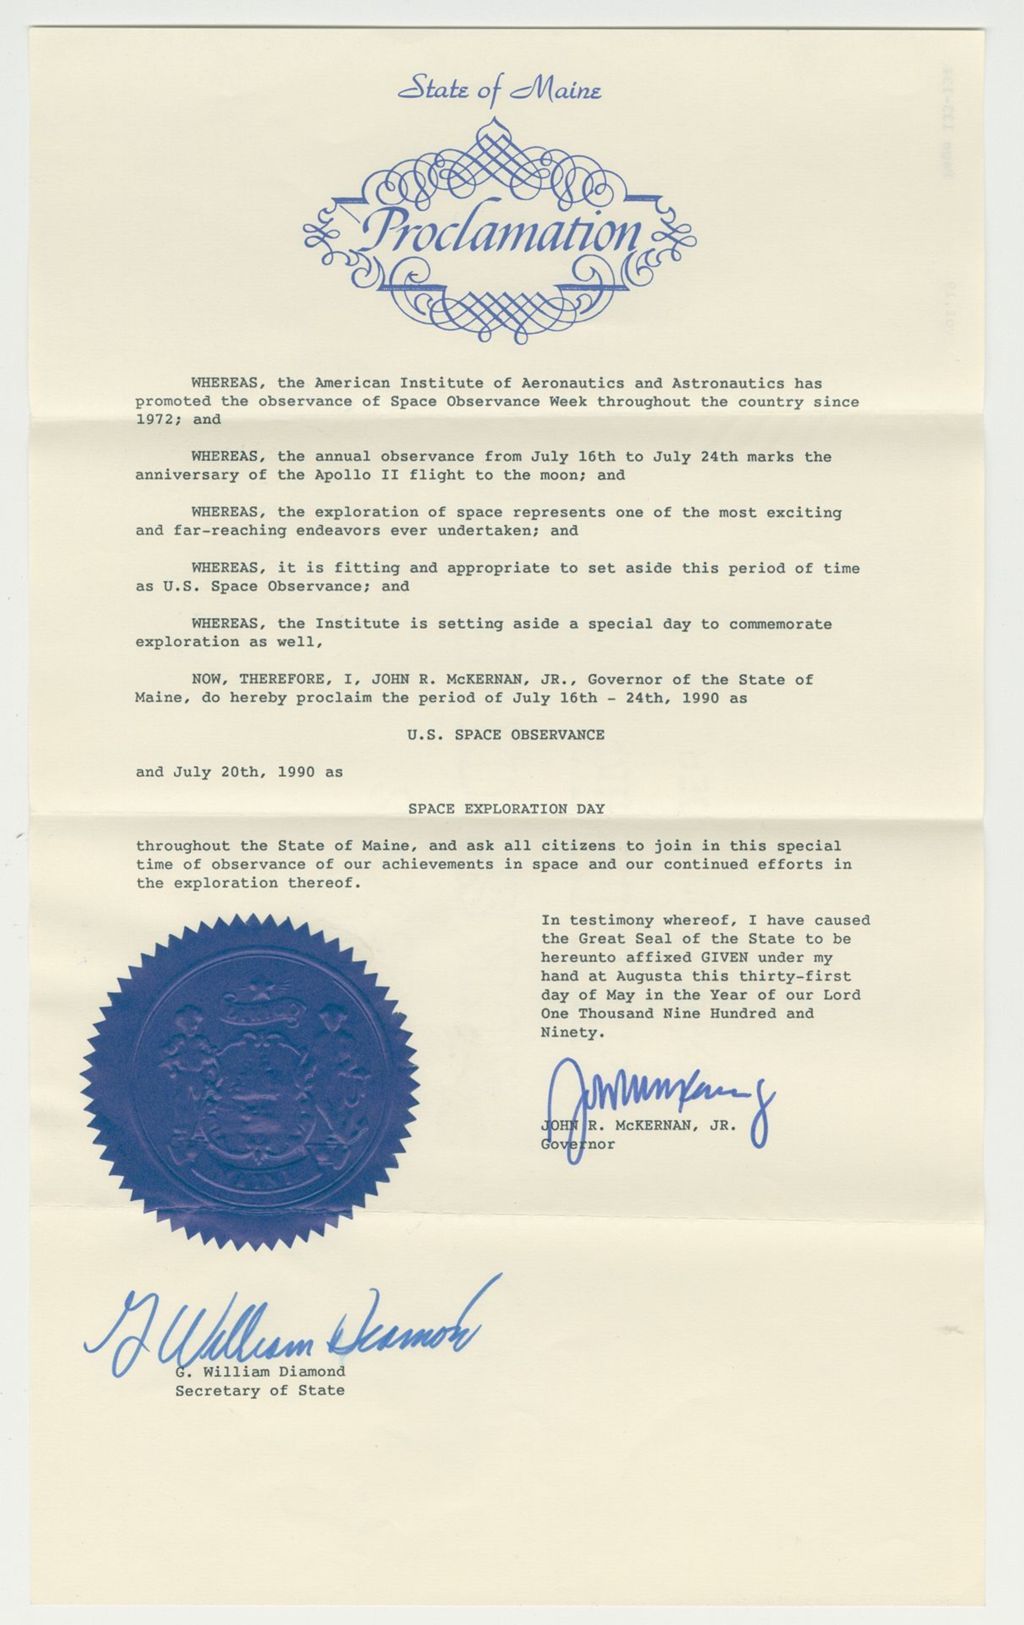 State of Maine
Proclamation
WHEREAS, the American Institute of Aeronautics and Astronautics has
promoted the observance of Space Observance Week throughout the country since
1972; and
WHEREAS, the annual observance from July 16th to July 24th marks the
anniversary of the Apollo II flight to the moon; and
WHEREAS, the exploration of space represents one of the most exciting
and far-reaching endeavors ever undertaken; and
WHEREAS, it is fitting and appropriate to set aside this period of time
as U.S. Space Observance; and
WHEREAS, the Institute is setting aside a special day to commemorate
exploration as well,
NOW, THEREFORE, I, JOHN R. McKERNAN, JR., Governor of the State of
Maine, do hereby proclaim the period of July 16th - 24th, 1990 as
U.S. SPACE OBSERVANCE
and July 20th, 1990 as
SPACE EXPLORATION DAY
throughout the State of Maine, and ask all citizens to join in this special
time of observance of our achievements in space and our continued efforts in
the exploration thereof.
In testimony whereof, I have caused
the Great Seal of the State to be
hereunto affixed GIVEN under my
hand at Augusta this thirty-first
day of May in the Year of our Lord
One Thousand Nine Hundred and
Ninety.
JOHN R. McKERNAN, JR.
Governor
MAINE
G William Diamond
G. William Diamond
Secretary of State